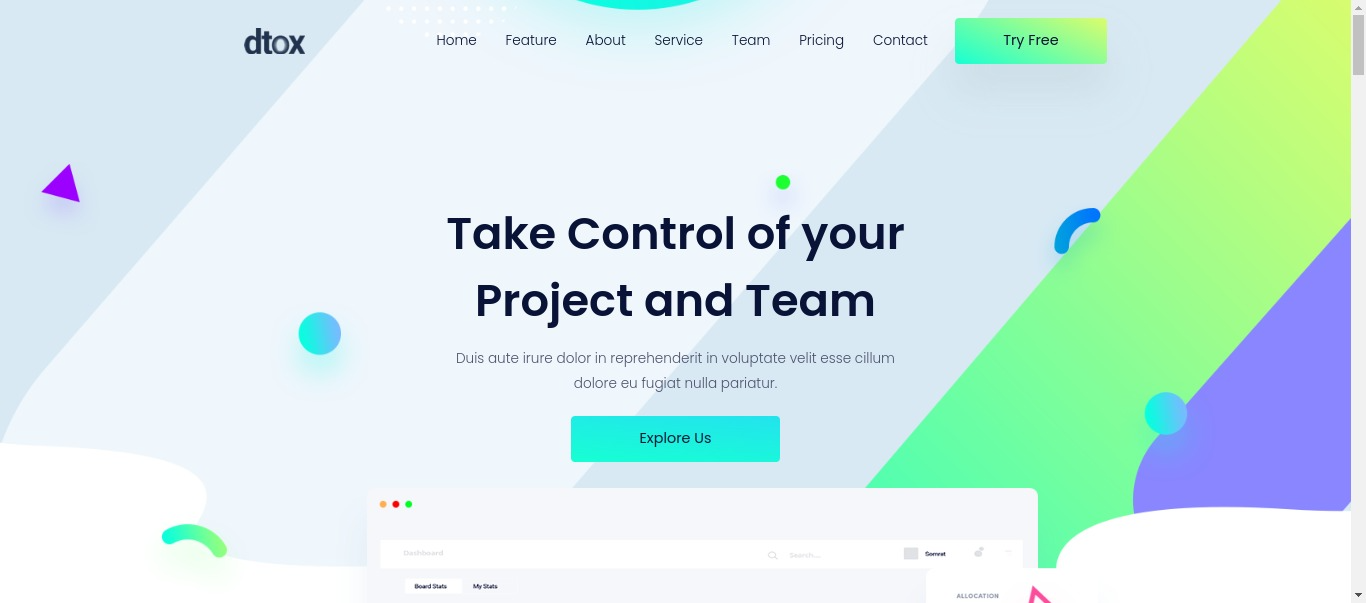 dtox
Home Feature About Service Team Pricing Contact Try Free
Take Control of your
Project and Team
Duis aute irure dolor in reprehenderit in voluptate velit esse cillum
dolore eu fugiat nulla pariatur.
Explore Us
Dashboard Search... Somrat
Board Stats My Stats
ALLOCATION